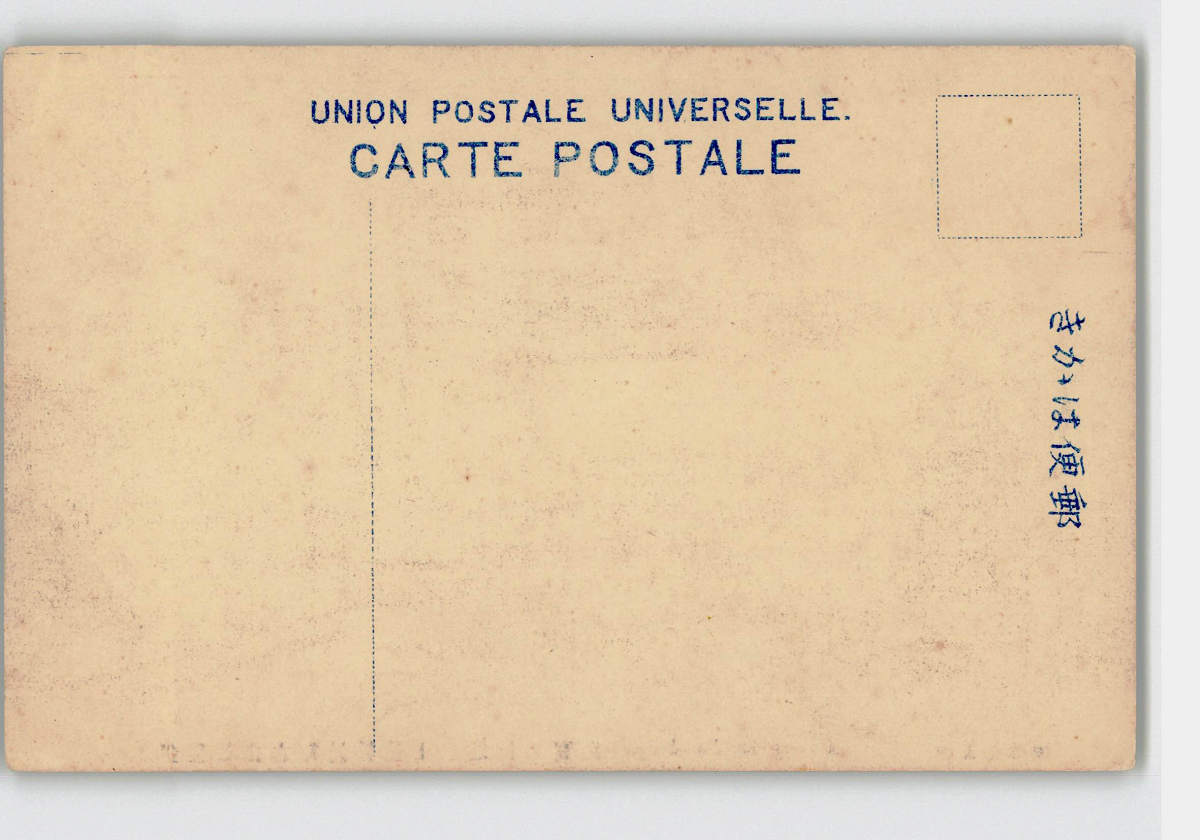 UNION POSTALE UNIVERSELLE.
CARTE POSTALE
郵便はがき